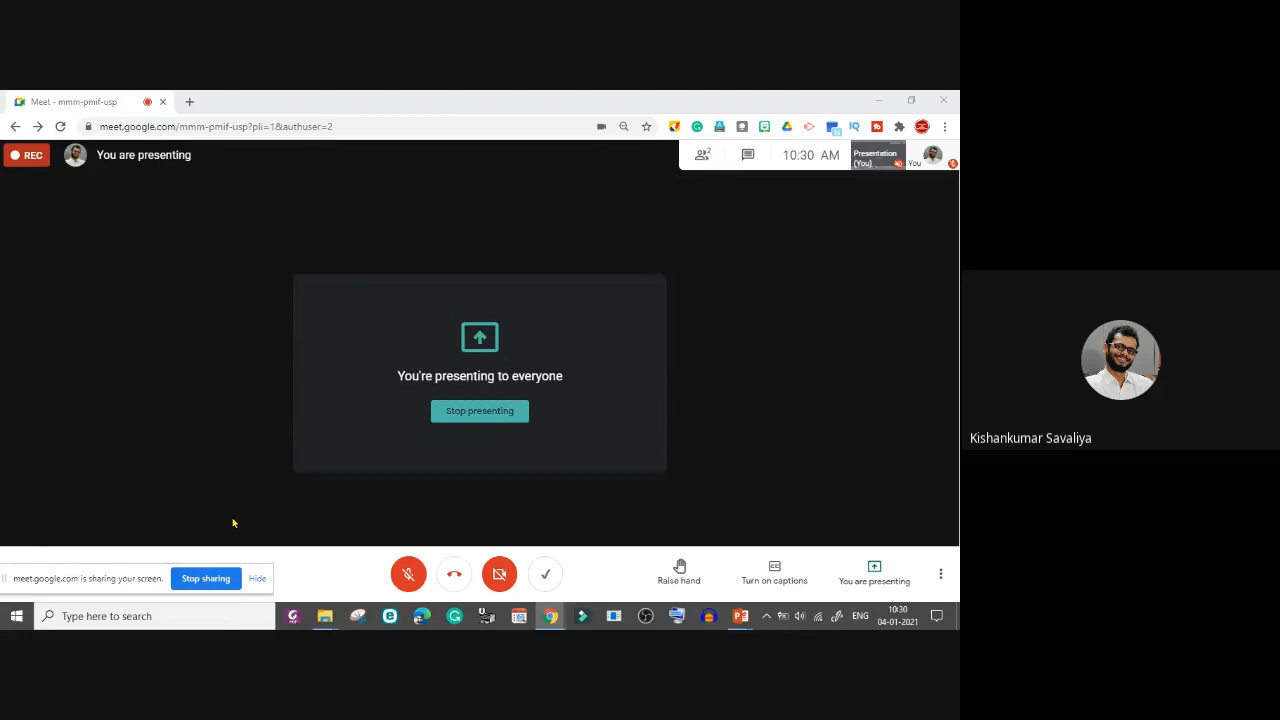 Meet - mmm-pmif-usp
meet.google.com/mmm-pmif-usp?pli=1&authuser=2
REC
You are presenting
2
10:30 AM
Presentation
(You)
You
You're presenting to everyone
Stop presenting
Kishankumar Savaliya
meet.google.com is sharing your screen.
Stop sharing
Hide
Raise hand
Turn on captions
You are presenting
Type here to search
ENG
10:30
04-01-2021